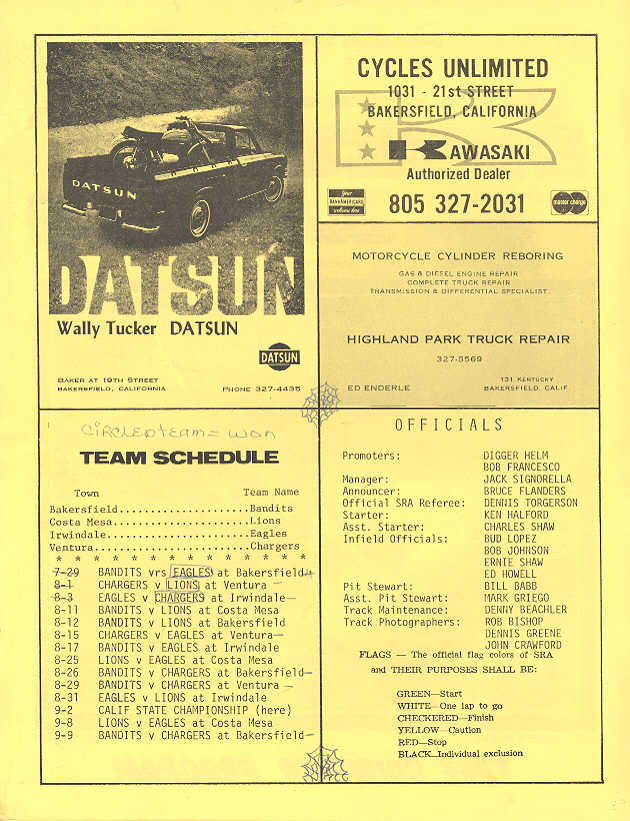 DATSUN
DATSUN
Wally Tucker DATSUN
DATSUN
BAKER AT 19TH STREET
BAKERSFIELD, CALIFORNIA
PHONE 327-4435
CYCLES UNLIMITED
1031 - 21st STREET
BAKERSFIELD, CALIFORNIA
KAWASAKI
Authorized Dealer
Your
BANKAMERICARD
welcome here
805 327-2031
master charge
MOTORCYCLE CYLINDER REBORING
GAS & DIESEL ENGINE REPAIR
COMPLETE TRUCK REPAIR
TRANSMISSION & DIFFERENTIAL SPECIALIST
HIGHLAND PARK TRUCK REPAIR
327-5569
ED ENDERLE
131 KENTUCKY
BAKERSFIELD, CALIF.
CIRCLED TEAM = WON
TEAM SCHEDULE
Town Team Name
Bakersfield....................Bandits
Costa Mesa.....................Lions
Irwindale......................Eagles
Ventura........................Chargers
* * * * * * * * * * * * * * * *
7-29 BANDITS vrs EAGLES at Bakersfield
8-1 CHARGERS v LIONS at Ventura
8-3 EAGLES v CHARGERS at Irwindale
8-11 BANDITS v LIONS at Costa Mesa
8-12 BANDITS v LIONS at Bakersfield
8-15 CHARGERS v EAGLES at Ventura
8-17 BANDITS v EAGLES at Irwindale
8-25 LIONS v EAGLES at Costa Mesa
8-26 BANDITS v CHARGERS at Bakersfield
8-29 BANDITS v CHARGERS at Ventura
8-31 EAGLES v LIONS at Irwindale
9-2 CALIF STATE CHAMPIONSHIP (here)
9-8 LIONS v EAGLES at Costa Mesa
9-9 BANDITS v CHARGERS at Bakersfield
OFFICIALS
Promoters: DIGGER HELM
BOB FRANCESCO
Manager: JACK SIGNORELLA
Announcer: BRUCE FLANDERS
Official SRA Referee: DENNIS TORGERSON
Starter: KEN HALFORD
Asst. Starter: CHARLES SHAW
Infield Officials: BUD LOPEZ
BOB JOHNSON
ERNIE SHAW
ED HOWELL
Pit Stewart: BILL BABB
Asst. Pit Stewart: MARK GRIEGO
Track Maintenance: DENNY BEACHLER
Track Photographers: ROB BISHOP
DENNIS GREENE
JOHN CRAWFORD
FLAGS — The official flag colors of SRA
and THEIR PURPOSES SHALL BE:
GREEN—Start
WHITE—One lap to go
CHECKERED—Finish
YELLOW—Caution
RED—Stop
BLACK—Individual exclusion